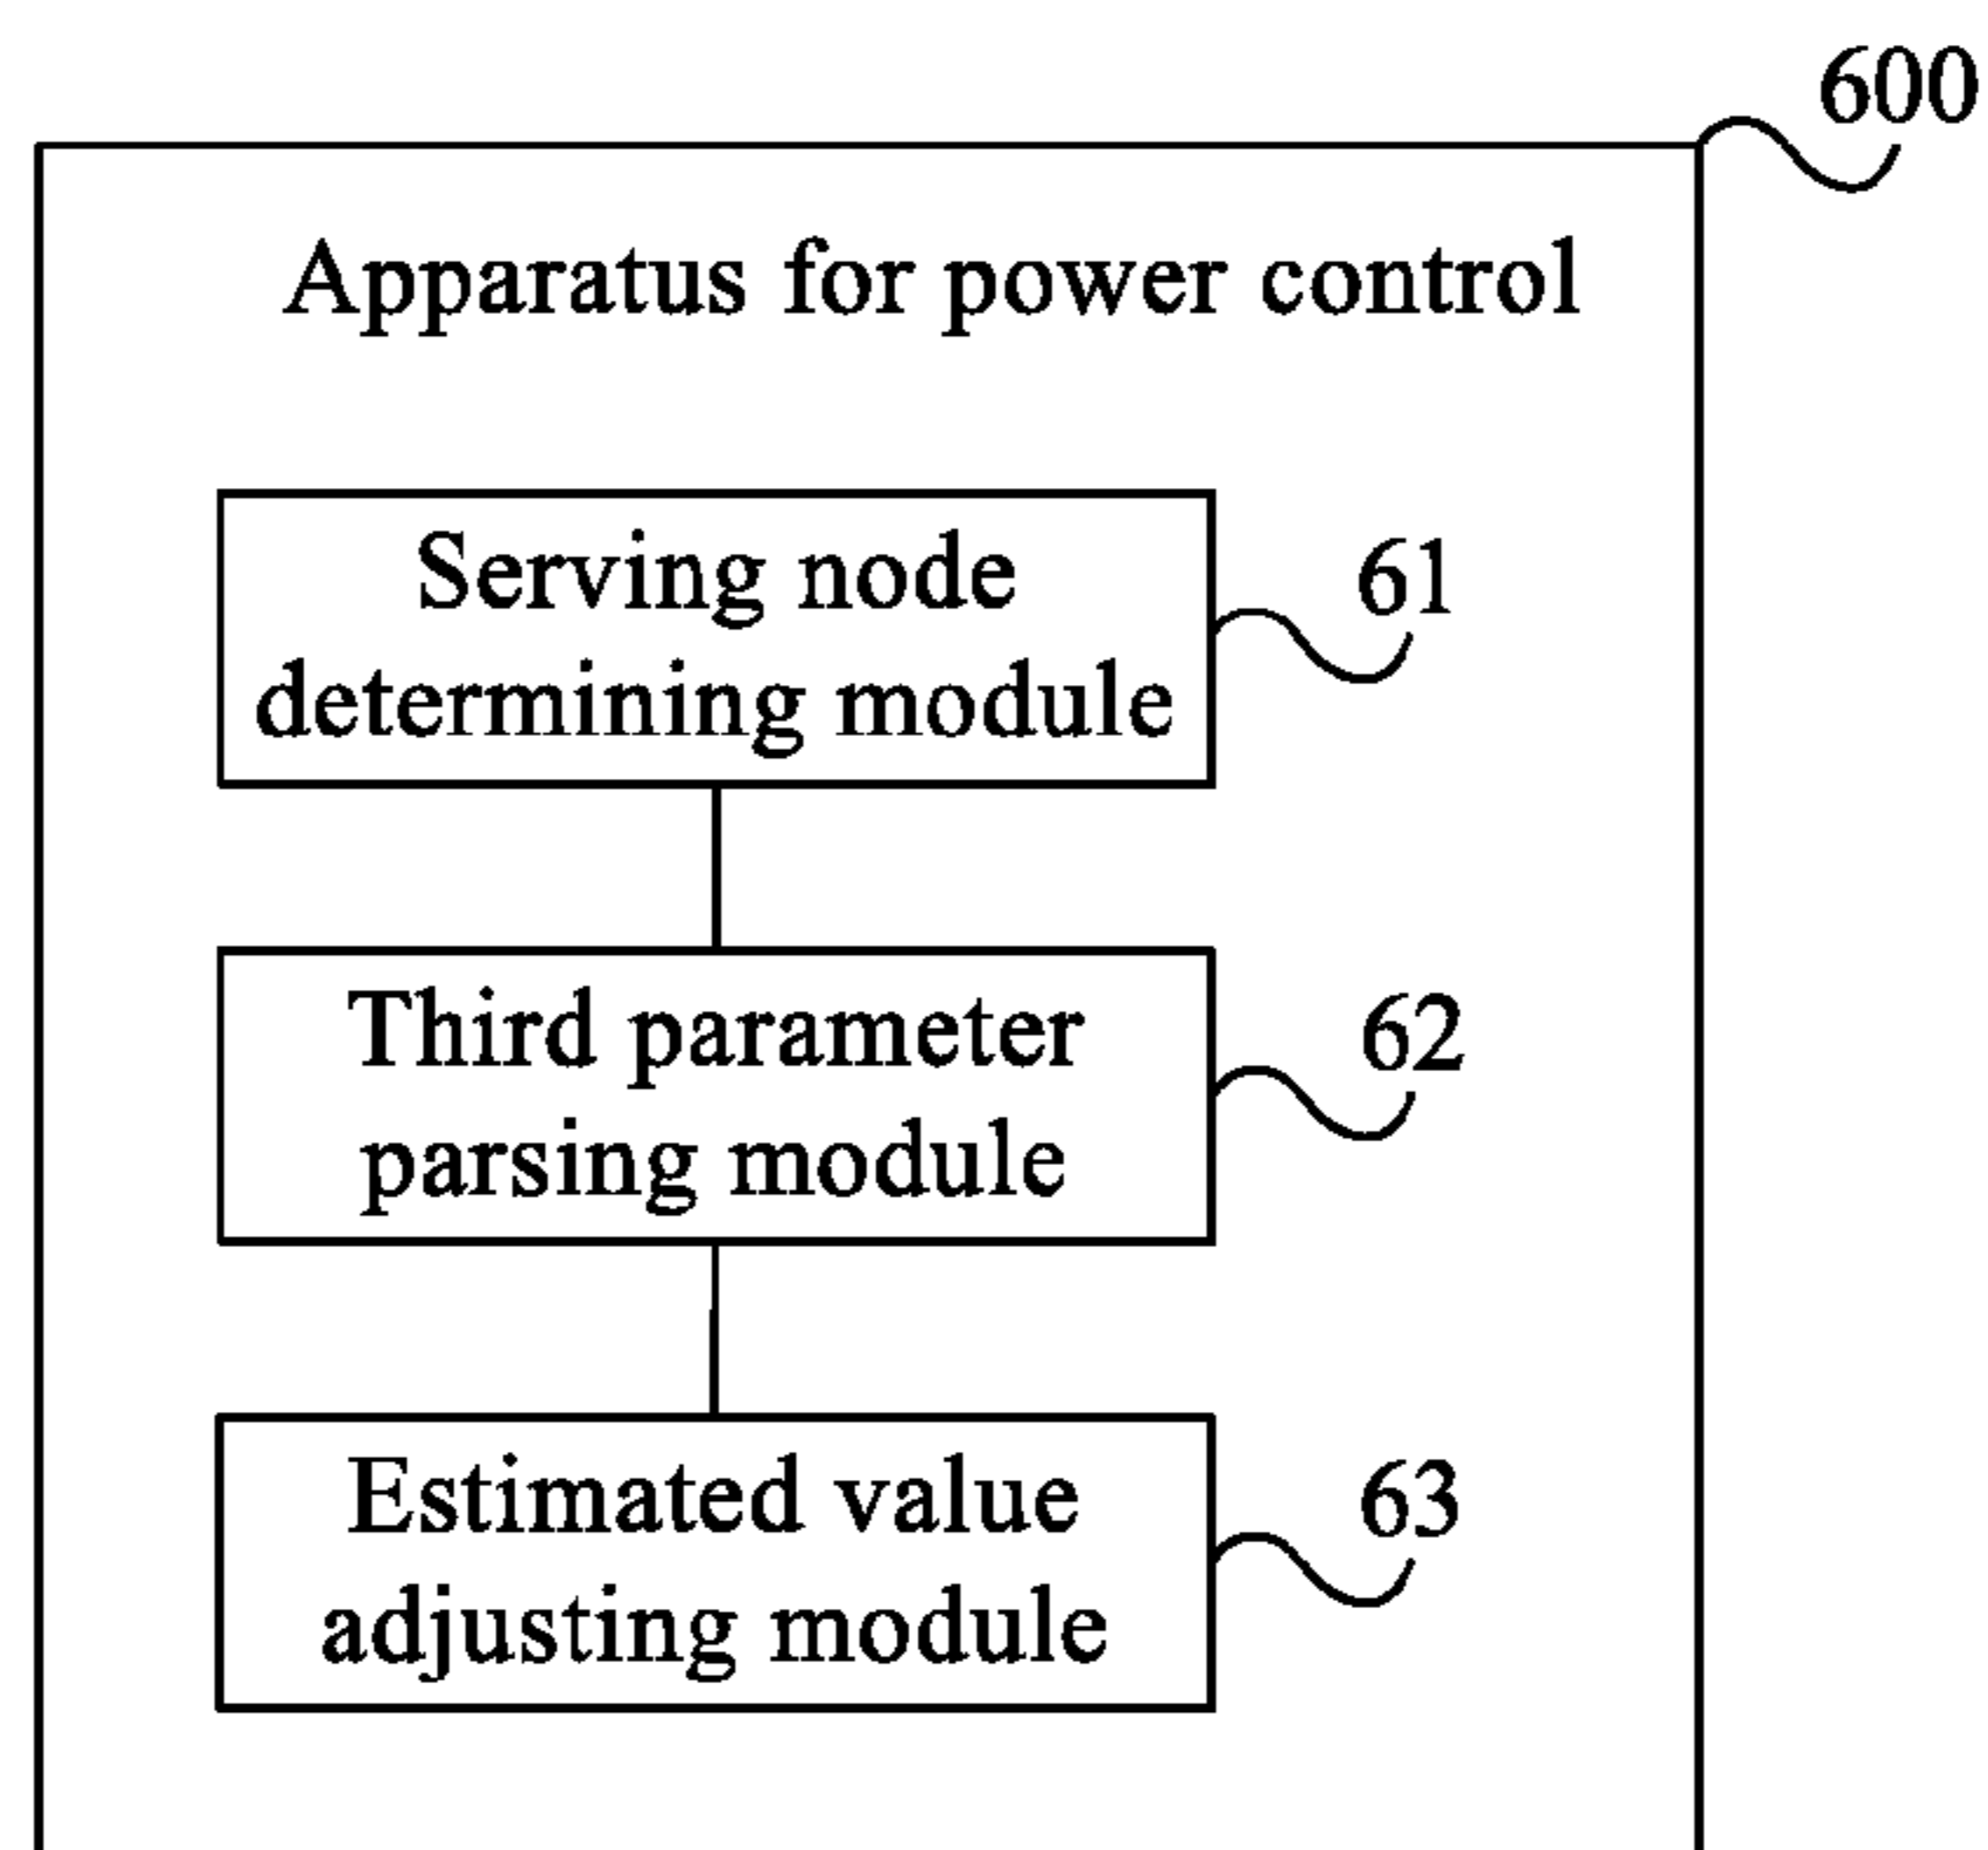 600
Apparatus for power control
Serving node
determining module
61
Third parameter
parsing module
62
Estimated value
adjusting module
63